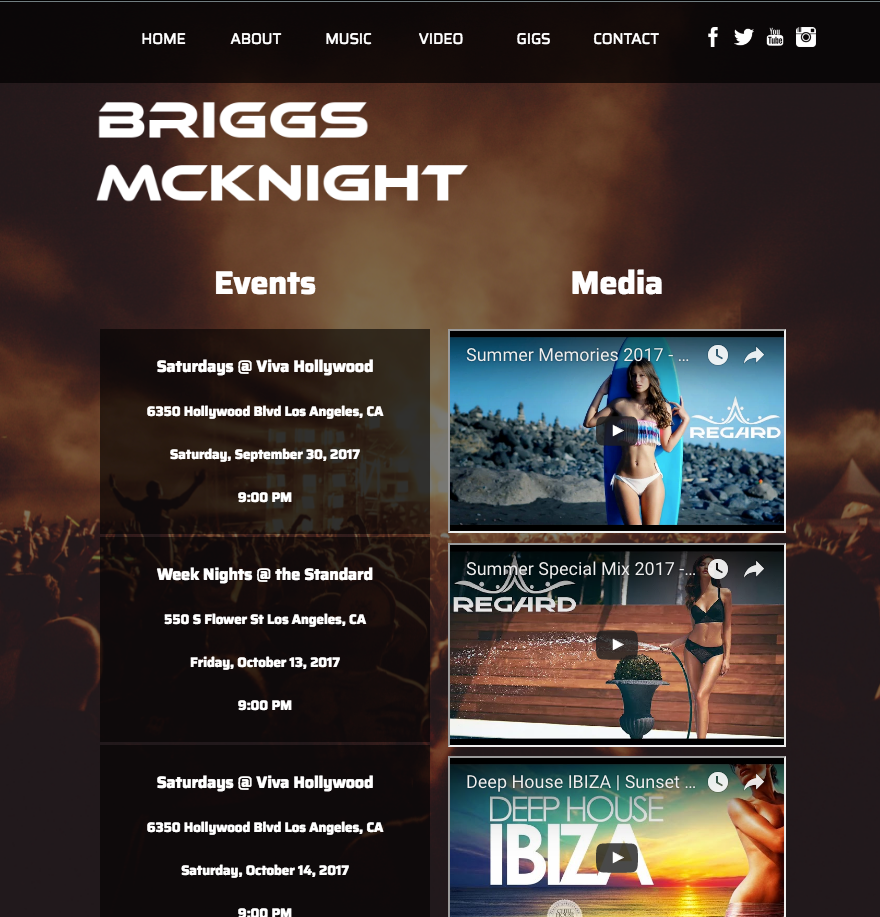 HOME ABOUT MUSIC VIDEO GIGS CONTACT
You
Tube
BRIGGS
MCKNIGHT
Events
Saturdays @ Viva Hollywood
6350 Hollywood Blvd Los Angeles, CA
Saturday, September 30, 2017
9:00 PM
Week Nights @ the Standard
550 S Flower St Los Angeles, CA
Friday, October 13, 2017
9:00 PM
Saturdays @ Viva Hollywood
6350 Hollywood Blvd Los Angeles, CA
Saturday, October 14, 2017
9:00 PM
Media
Summer Memories 2017 - ...
REGARD
Summer Special Mix 2017 -...
REGARD
Deep House IBIZA | Sunset ...
DEEP HOUSE
IBIZA